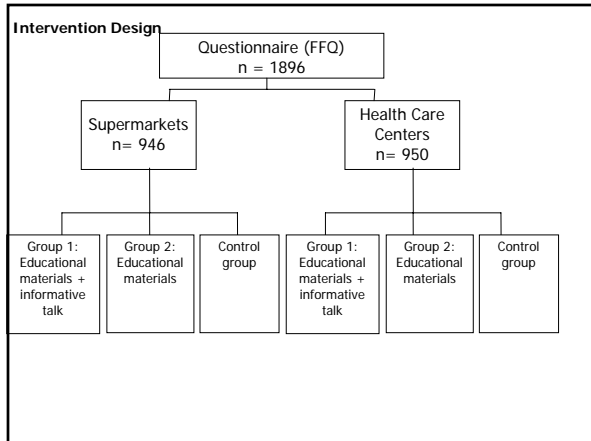 Intervention Design
Questionnaire (FFQ)
n = 1896
Supermarkets
n= 946
Health Care
Centers
n= 950
Group 1:
Educational
materials +
informative
talk
Group 2:
Educational
materials
Control
group
Group 1:
Educational
materials +
informative
talk
Group 2:
Educational
materials
Control
group